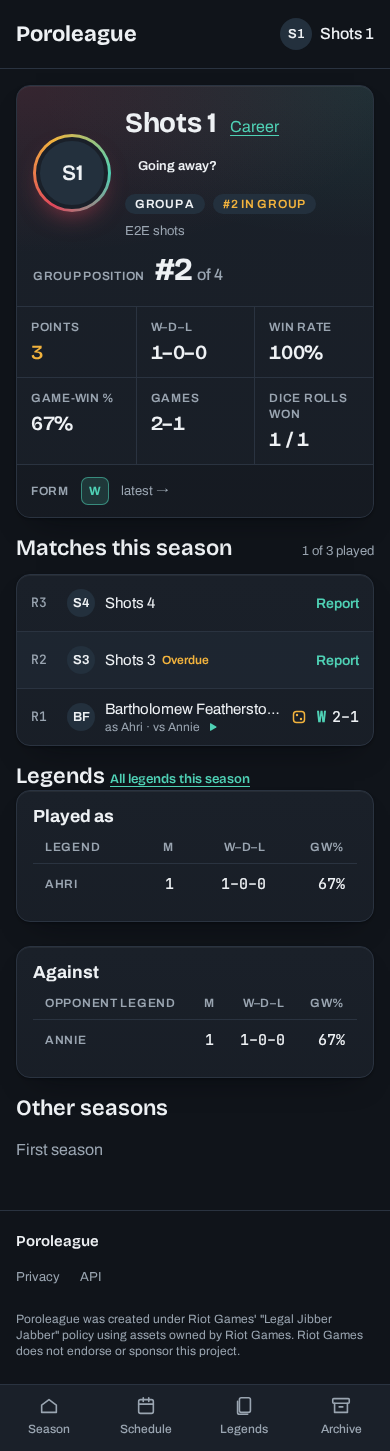 Poroleague
S1 Shots 1
S1
Shots 1 Career
Going away?
GROUP A #2 IN GROUP
E2E shots
GROUP POSITION #2 of 4
POINTS W–D–L WIN RATE
3 1–0–0 100%
GAME-WIN % GAMES DICE ROLLS WON
67% 2–1 1 / 1
FORM W latest →
Matches this season 1 of 3 played
R3 S4 Shots 4 Report
R2 S3 Shots 3 Overdue Report
R1 BF Bartholomew Feathersto… W 2–1
as Ahri · vs Annie
Legends All legends this season
Played as
LEGEND M W–D–L GW%
AHRI 1 1–0–0 67%
Against
OPPONENT LEGEND M W–D–L GW%
ANNIE 1 1–0–0 67%
Other seasons
First season
Poroleague
Privacy API
Poroleague was created under Riot Games' "Legal Jibber
Jabber" policy using assets owned by Riot Games. Riot Games
does not endorse or sponsor this project.
Season Schedule Legends Archive